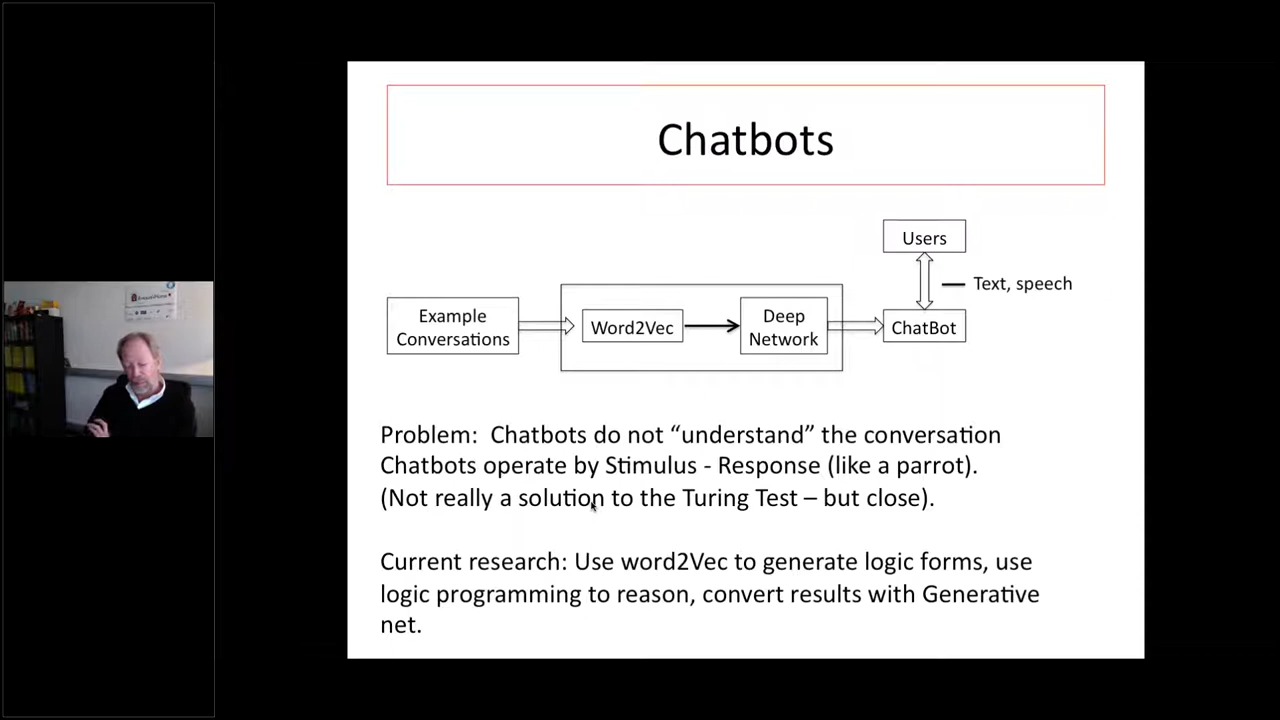 Chatbots
Users
Text, speech
Example
Conversations
Word2Vec
Deep
Network
ChatBot
Problem:  Chatbots do not “understand” the conversation
Chatbots operate by Stimulus - Response (like a parrot).
(Not really a solution to the Turing Test – but close).
Current research: Use word2Vec to generate logic forms, use
logic programming to reason, convert results with Generative
net.